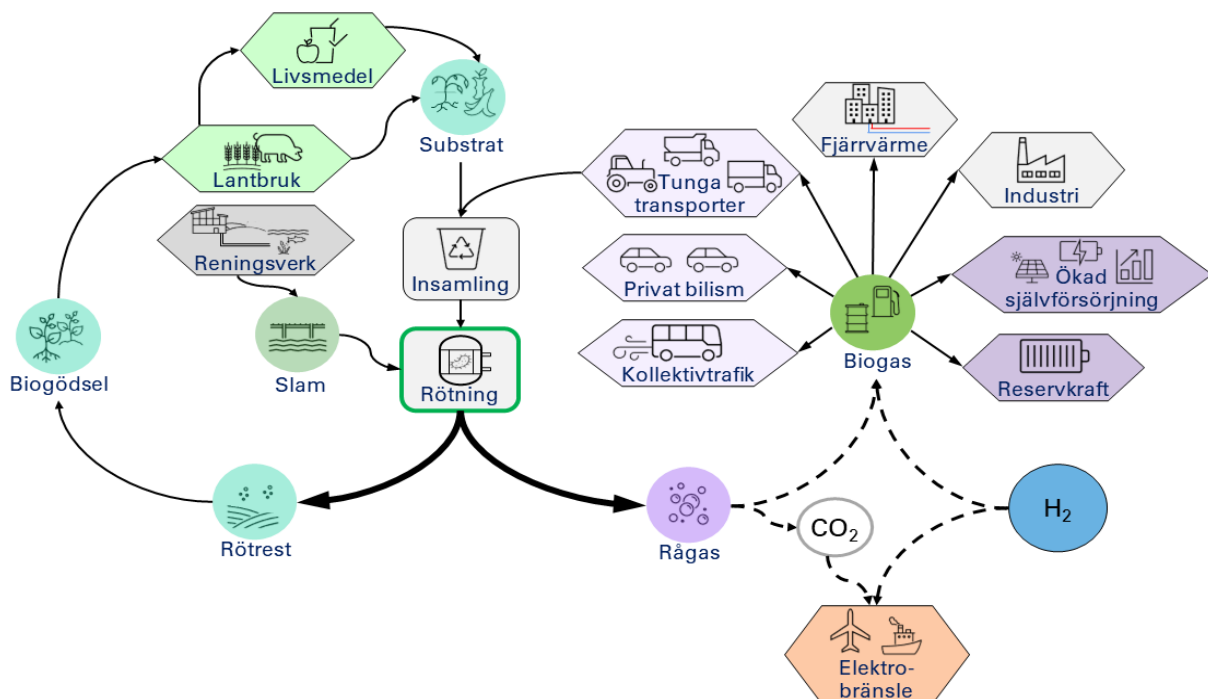 Livsmedel
Substrat
Lantbruk
Reningsverk
Insamling
Biogödsel
Slam
Rötning
Rötrest
Rågas
Tunga
transporter
Fjärrvärme
Industri
Privat bilism
Ökad
självförsörjning
Kollektivtrafik
Biogas
Reservkraft
CO₂
H₂
Elektro-
bränsle